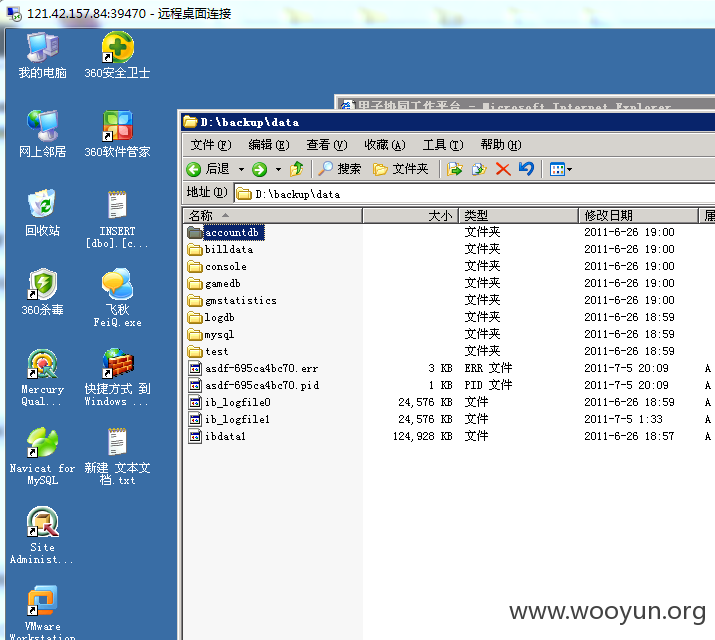 121.42.157.84:39470 - 远程桌面连接
我的电脑
360安全卫士
网上邻居
360软件管家
回收站
INSERT
[dbo].[c...
360杀毒
飞秋
FeiQ.exe
Mercury
Qual...
快捷方式 到
Windows ...
Navicat for
MySQL
新建 文本文
档.txt
Site
Administ...
VMware
Workstation
甲子协同工作平台 - Microsoft Internet Explorer
D:\backup\data
文件(F) 编辑(E) 查看(V) 收藏(A) 工具(T) 帮助(H)
后退 搜索 文件夹
地址(D) D:\backup\data
名称 大小 类型 修改日期 属
accountdb 文件夹 2011-6-26 19:00
billdata 文件夹 2011-6-26 19:00
console 文件夹 2011-6-26 19:00
gamedb 文件夹 2011-6-26 19:00
gmstatistics 文件夹 2011-6-26 19:00
logdb 文件夹 2011-6-26 18:59
mysql 文件夹 2011-6-26 18:59
test 文件夹 2011-6-26 18:59
asdf-695ca4bc70.err 3 KB ERR 文件 2011-7-5 20:09 A
asdf-695ca4bc70.pid 1 KB PID 文件 2011-7-5 20:09 A
ib_logfile0 24,576 KB 文件 2011-6-26 18:59 A
ib_logfile1 24,576 KB 文件 2011-7-5 1:33 A
ibdata1 124,928 KB 文件 2011-6-26 18:57 A
www.wooyun.org